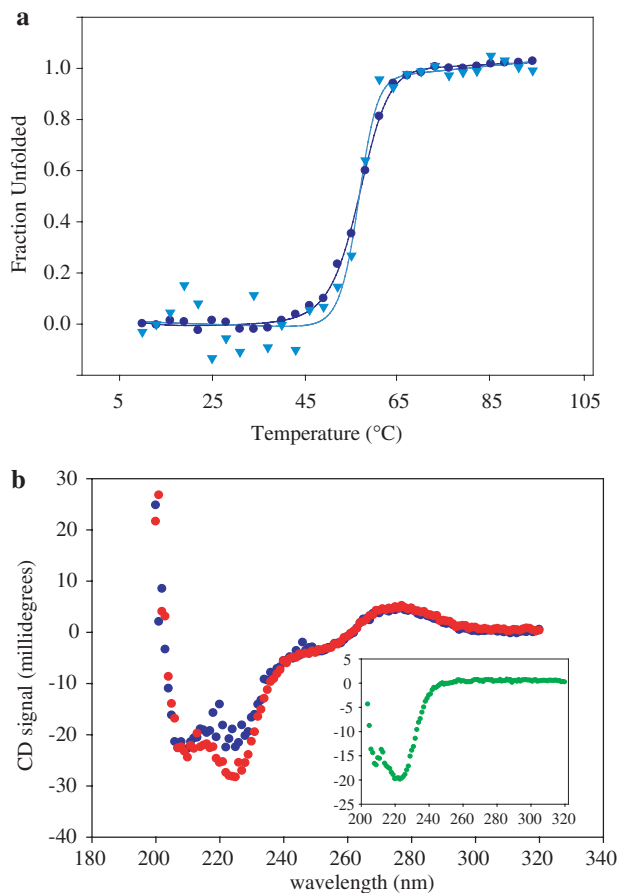 a
1.0
0.8
0.6
0.4
0.2
0.0
Fraction Unfolded
5 25 45 65 85 105
Temperature (°C)
b
30
20
10
0
-10
-20
-30
-40
CD signal (millidegrees)
5
0
-5
-10
-15
-20
-25
200 220 240 260 280 300 320
180 200 220 240 260 280 300 320 340
wavelength (nm)